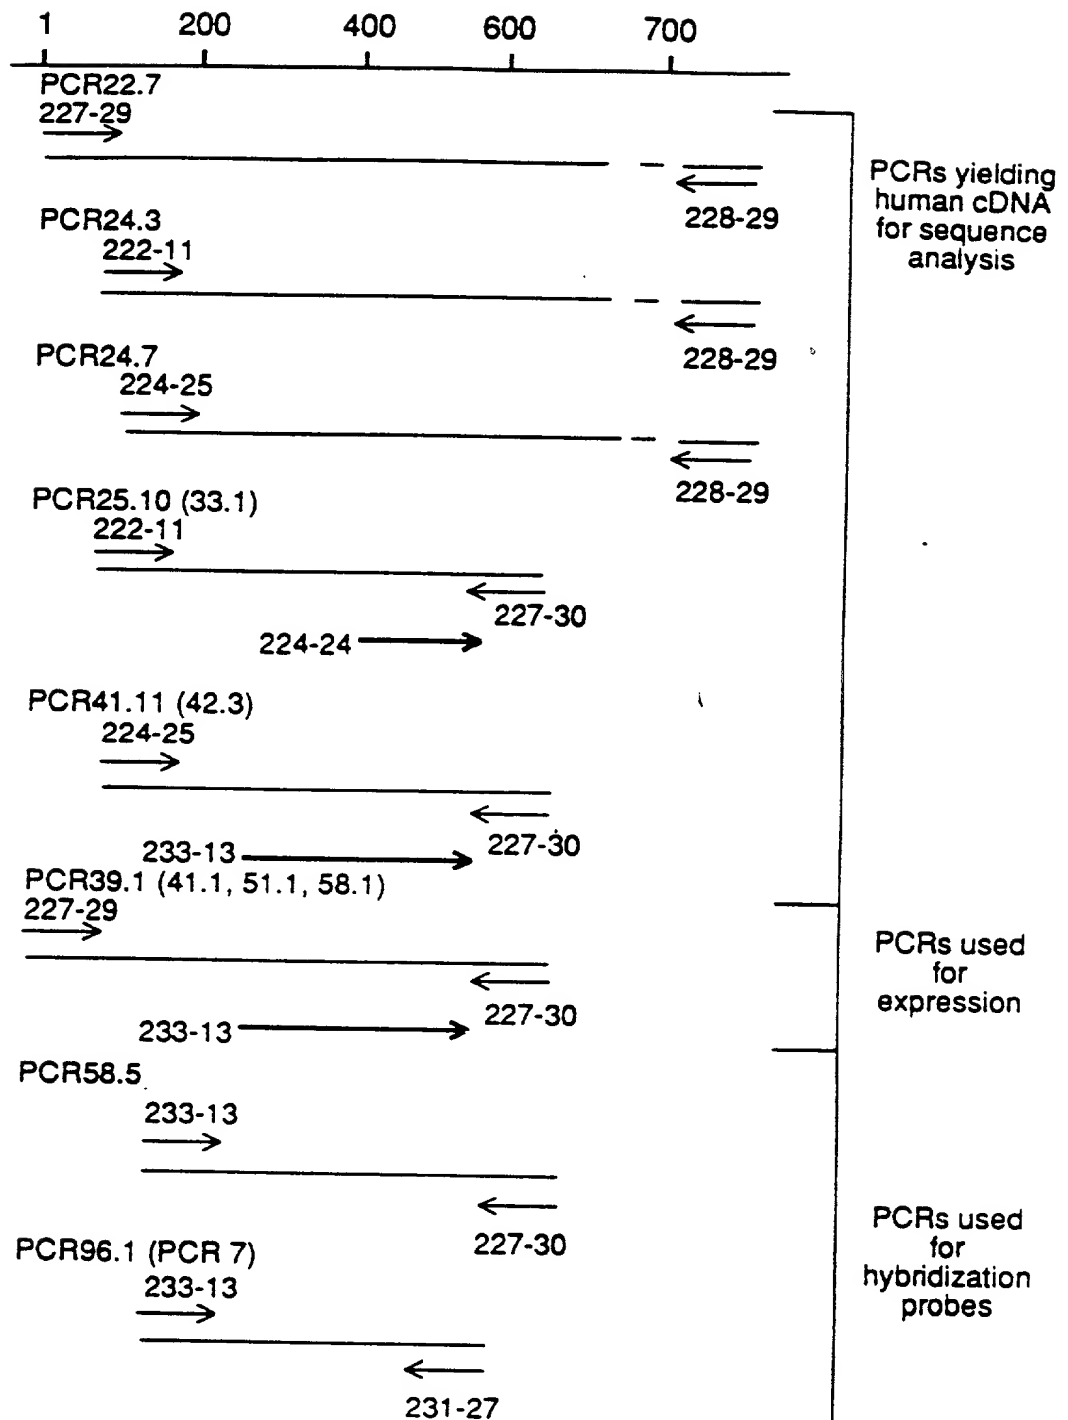 1 200 400 600 700
PCR22.7
227-29
228-29
PCRs yielding
human cDNA
for sequence
analysis
PCR24.3
222-11
228-29
PCR24.7
224-25
228-29
PCR25.10 (33.1)
222-11
227-30
224-24
PCR41.11 (42.3)
224-25
227-30
233-13
PCR39.1 (41.1, 51.1, 58.1)
227-29
227-30
233-13
PCRs used
for
expression
PCR58.5
233-13
227-30
PCR96.1 (PCR 7)
233-13
231-27
PCRs used
for
hybridization
probes